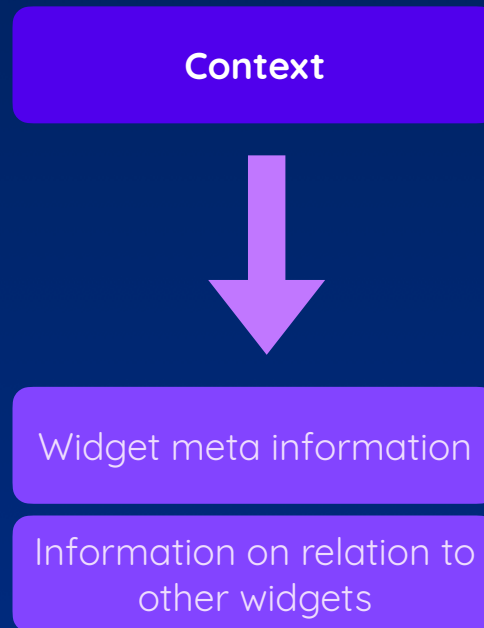 Context
Widget meta information
Information on relation to
other widgets